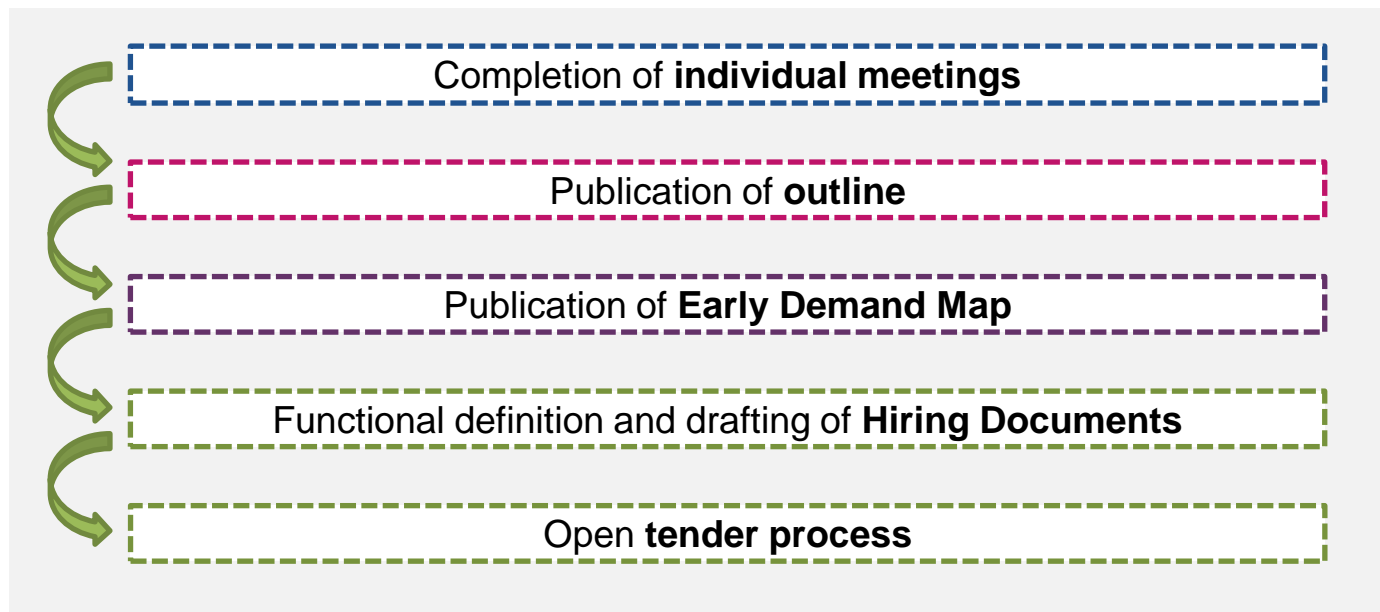 Completion of individual meetings
Publication of outline
Publication of Early Demand Map
Functional definition and drafting of Hiring Documents
Open tender process